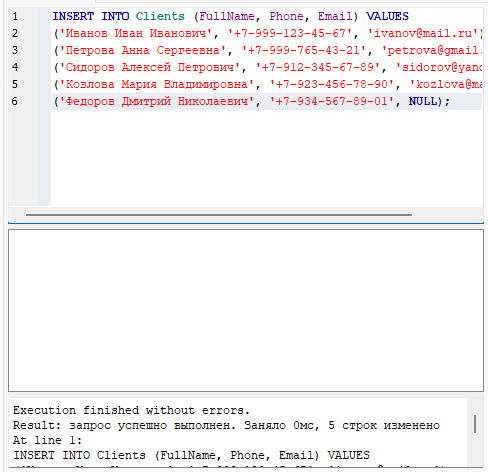 1 INSERT INTO Clients (FullName, Phone, Email) VALUES
2 ('Иванов Иван Иванович', '+7-999-123-45-67', 'ivanov@mail.ru')
3 ('Петрова Анна Сергеевна', '+7-999-765-43-21', 'petrova@gmail.
4 ('Сидоров Алексей Петрович', '+7-912-345-67-89', 'sidorov@yand
5 ('Козлова Мария Владимировна', '+7-923-456-78-90', 'kozlova@ma
6 ('Федоров Дмитрий Николаевич', '+7-934-567-89-01', NULL);
Execution finished without errors.
Result: запрос успешно выполнен. Заняло 0мс, 5 строк изменено
At line 1:
INSERT INTO Clients (FullName, Phone, Email) VALUES